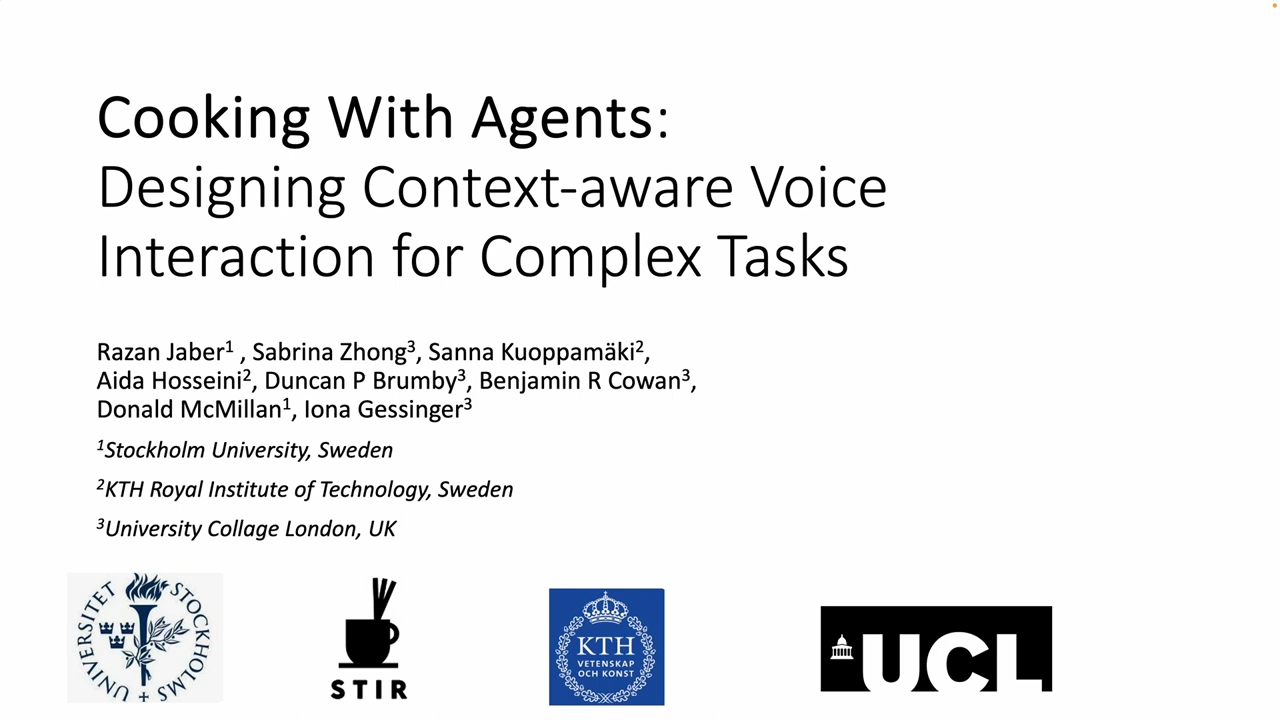 Cooking With Agents:
Designing Context-aware Voice
Interaction for Complex Tasks
Razan Jaber1 , Sabrina Zhong3, Sanna Kuoppamäki2,
Aida Hosseini2, Duncan P Brumby3, Benjamin R Cowan3,
Donald McMillan1, Iona Gessinger3
1Stockholm University, Sweden
2KTH Royal Institute of Technology, Sweden
3University Collage London, UK
STOCKHOLMS UNIVERSITET
STIR
KTH
VETENSKAP
OCH KONST
UCL